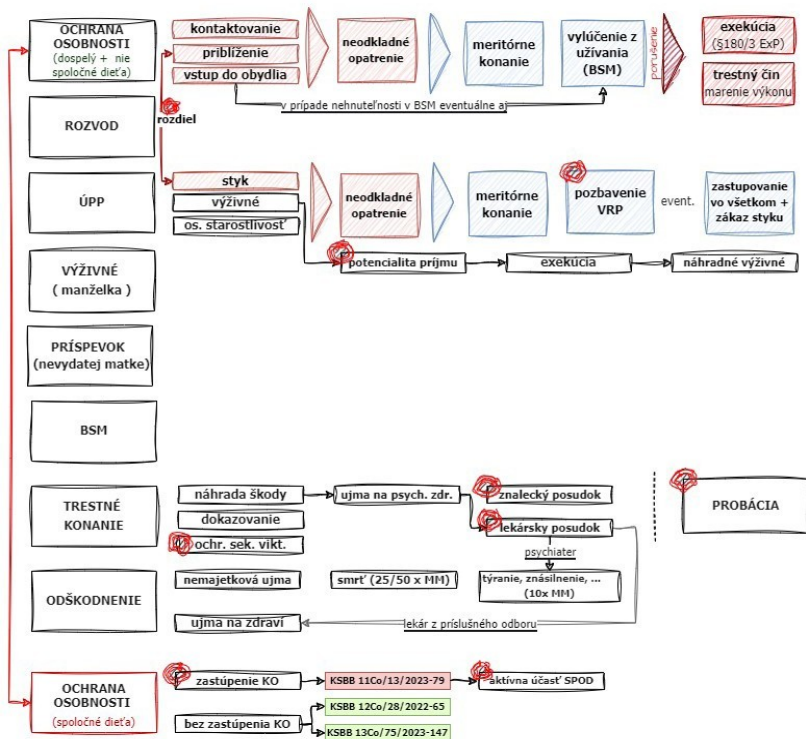 OCHRANA
OSOBNOSTI
(dospelý + nie
spoločné dieťa)
kontaktovanie
priblíženie
vstup do obydlia
neodkladné
opatrenie
meritórne
konanie
vylúčenie z
užívania
(BSM)
porušenie
exekúcia
(§180/3 ExP)
trestný čin
marenie výkonu
v prípade nehnuteľnosti v BSM eventuálne aj
ROZVOD
rozdiel
ÚPP
styk
výživné
os. starostlivosť
neodkladné
opatrenie
meritórne
konanie
pozbavenie
VRP
event.
zastupovanie
vo všetkom +
zákaz styku
potencialita príjmu
exekúcia
náhradné výživné
VÝŽIVNÉ
( manželka )
PRÍSPEVOK
(nevydatej matke)
BSM
TRESTNÉ
KONANIE
náhrada škody
dokazovanie
ochr. sek. vikt.
ujma na psych. zdr.
znalecký posudok
lekársky posudok
psychiater
PROBÁCIA
ODŠKODNENIE
nemajetková ujma
smrť (25/50 x MM)
týranie, znásilnenie, ...
(10x MM)
ujma na zdraví
lekár z príslušného odboru
OCHRANA
OSOBNOSTI
(spoločné dieťa)
zastúpenie KO
KSBB 11Co/13/2023-79
aktívna účasť SPOD
bez zastúpenia KO
KSBB 12Co/28/2022-65
KSBB 13Co/75/2023-147